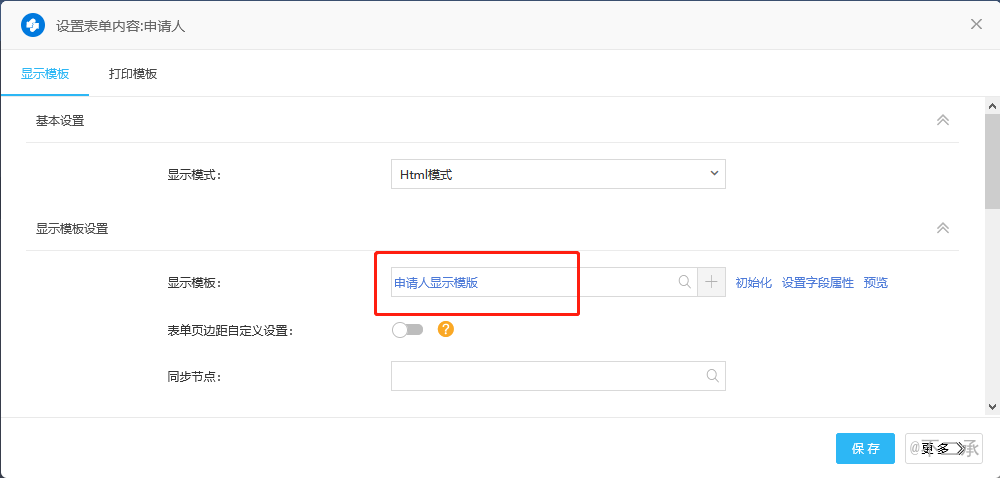 设置表单内容:申请人
显示模板 打印模板
基本设置
显示模式: Html模式
显示模板设置
显示模板: 申请人显示模版 初始化 设置字段属性 预览
表单页边距自定义设置: ?
同步节点:
保存 更多